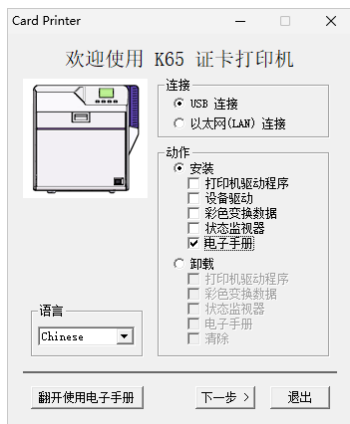 Card Printer
欢迎使用 K65 证卡打印机
连接
USB 连接
以太网(LAN) 连接
动作
安装
打印机驱动程序
设备驱动
彩色变换数据
状态监视器
电子手册
卸载
打印机驱动程序
彩色变换数据
状态监视器
电子手册
清除
语言
Chinese
翻开使用电子手册
下一步 >
退出